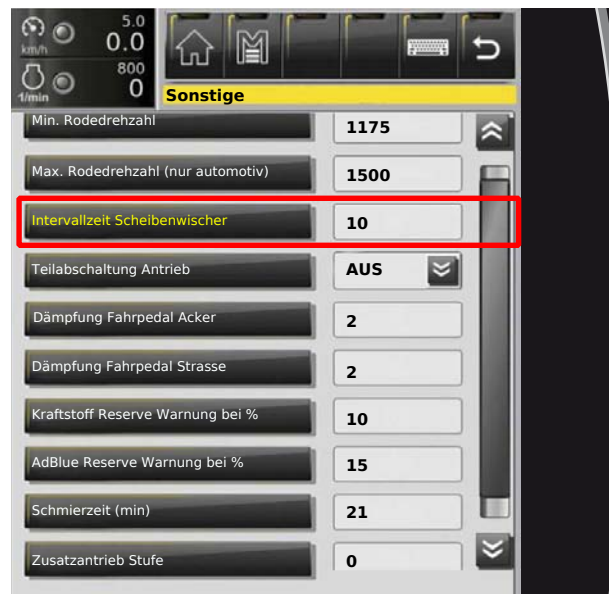 5.0
km/h 0.0
800
1/min 0
Sonstige
Min. Rodedrehzahl 1175
Max. Rodedrehzahl (nur automotiv) 1500
Intervallzeit Scheibenwischer 10
Teilabschaltung Antrieb AUS
Dämpfung Fahrpedal Acker 2
Dämpfung Fahrpedal Strasse 2
Kraftstoff Reserve Warnung bei % 10
AdBlue Reserve Warnung bei % 15
Schmierzeit (min) 21
Zusatzantrieb Stufe 0